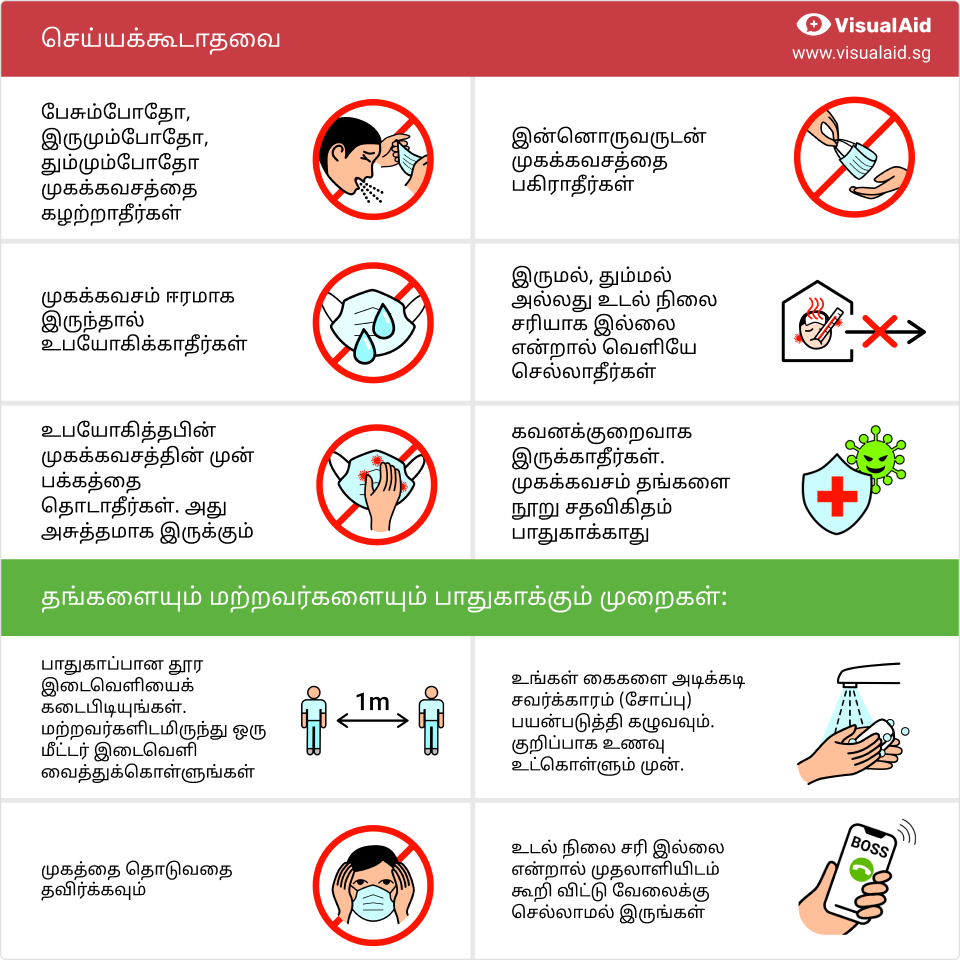 செய்யக்கூடாதவை
VisualAid
www.visualaid.sg
பேசும்போதோ,
இருமும்போதோ,
தும்மும்போதோ
முகக்கவசத்தை
கழற்றாதீர்கள்
இன்னொருவருடன்
முகக்கவசத்தை
பகிராதீர்கள்
முகக்கவசம் ஈரமாக
இருந்தால்
உபயோகிக்காதீர்கள்
இருமல், தும்மல்
அல்லது உடல் நிலை
சரியாக இல்லை
என்றால் வெளியே
செல்லாதீர்கள்
உபயோகித்தபின்
முகக்கவசத்தின் முன்
பக்கத்தை
தொடாதீர்கள். அது
அசுத்தமாக இருக்கும்
கவனக்குறைவாக
இருக்காதீர்கள்.
முகக்கவசம் தங்களை
நூறு சதவிகிதம்
பாதுகாக்காது
தங்களையும் மற்றவர்களையும் பாதுகாக்கும் முறைகள்:
பாதுகாப்பான தூர
இடைவெளியைக்
கடைபிடியுங்கள்.
மற்றவர்களிடமிருந்து ஒரு
மீட்டர் இடைவெளி
வைத்துக்கொள்ளுங்கள்
1m
உங்கள் கைகளை அடிக்கடி
சவர்க்காரம் (சோப்பு)
பயன்படுத்தி கழுவவும்.
குறிப்பாக உணவு
உட்கொள்ளும் முன்.
முகத்தை தொடுவதை
தவிர்க்கவும்
உடல் நிலை சரி இல்லை
என்றால் முதலாளியிடம்
கூறி விட்டு வேலைக்கு
செல்லாமல் இருங்கள்
BOSS